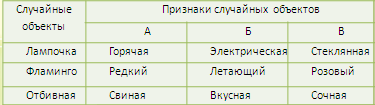 Случайные объекты Признаки случайных объектов
А Б В
Лампочка Горячая Электрическая Стеклянная
Фламинго Редкий Летающий Розовый
Отбивная Свиная Вкусная Сочная